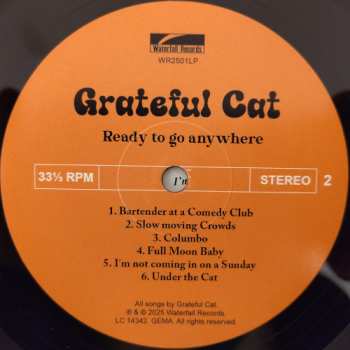 Waterfall Records
WR2501LP
Grateful Cat
Ready to go anywhere
33⅓ RPM
I'n
STEREO 2
1. Bartender at a Comedy Club
2. Slow moving Crowds
3. Columbo
4. Full Moon Baby
5. I'm not coming in on a Sunday
6. Under the Cat
All songs by Grateful Cat.
℗ & © 2025 Waterfall Records.
LC 14343. GEMA. All rights reserved.